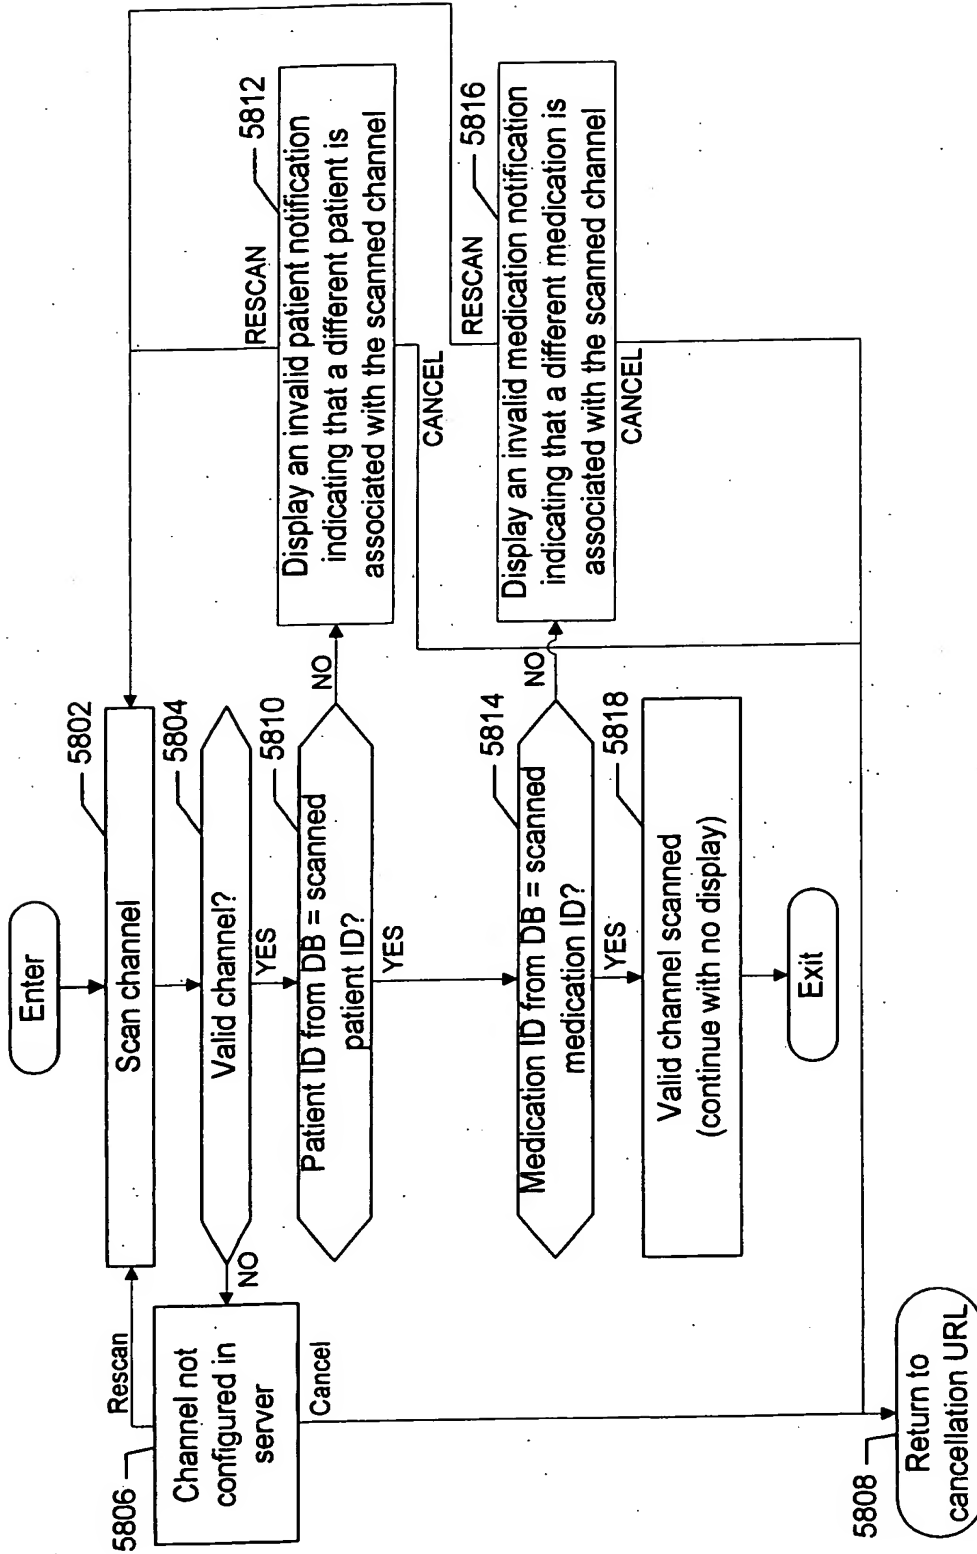 Enter
5802
Scan channel
5804
Valid channel?
YES
NO
Rescan
5806
Channel not
configured in
server
Cancel
5810
Patient ID from DB = scanned
patient ID?
YES
NO
RESCAN
5812
Display an invalid patient notification
indicating that a different patient is
associated with the scanned channel
CANCEL
5814
Medication ID from DB = scanned
medication ID?
YES
NO
RESCAN
5816
Display an invalid medication notification
indicating that a different medication is
associated with the scanned channel
CANCEL
5818
Valid channel scanned
(continue with no display)
Exit
5808
Return to
cancellation URL